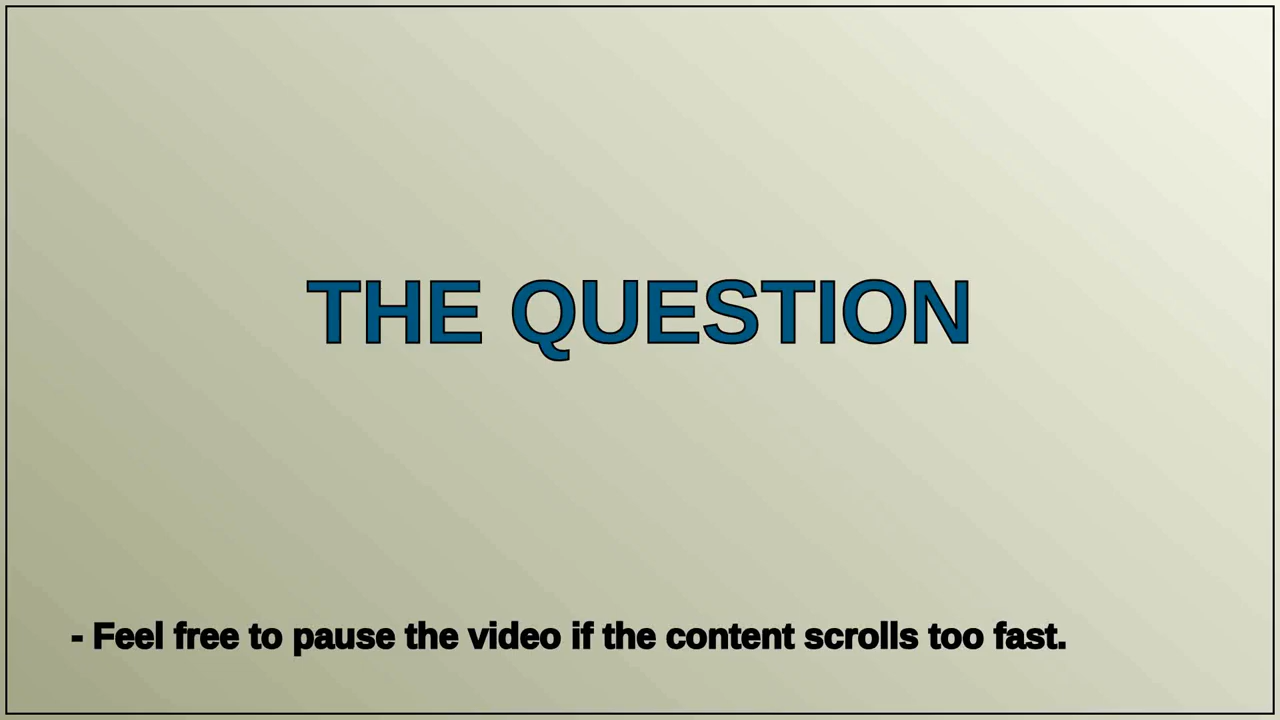 THE QUESTION
- Feel free to pause the video if the content scrolls too fast.